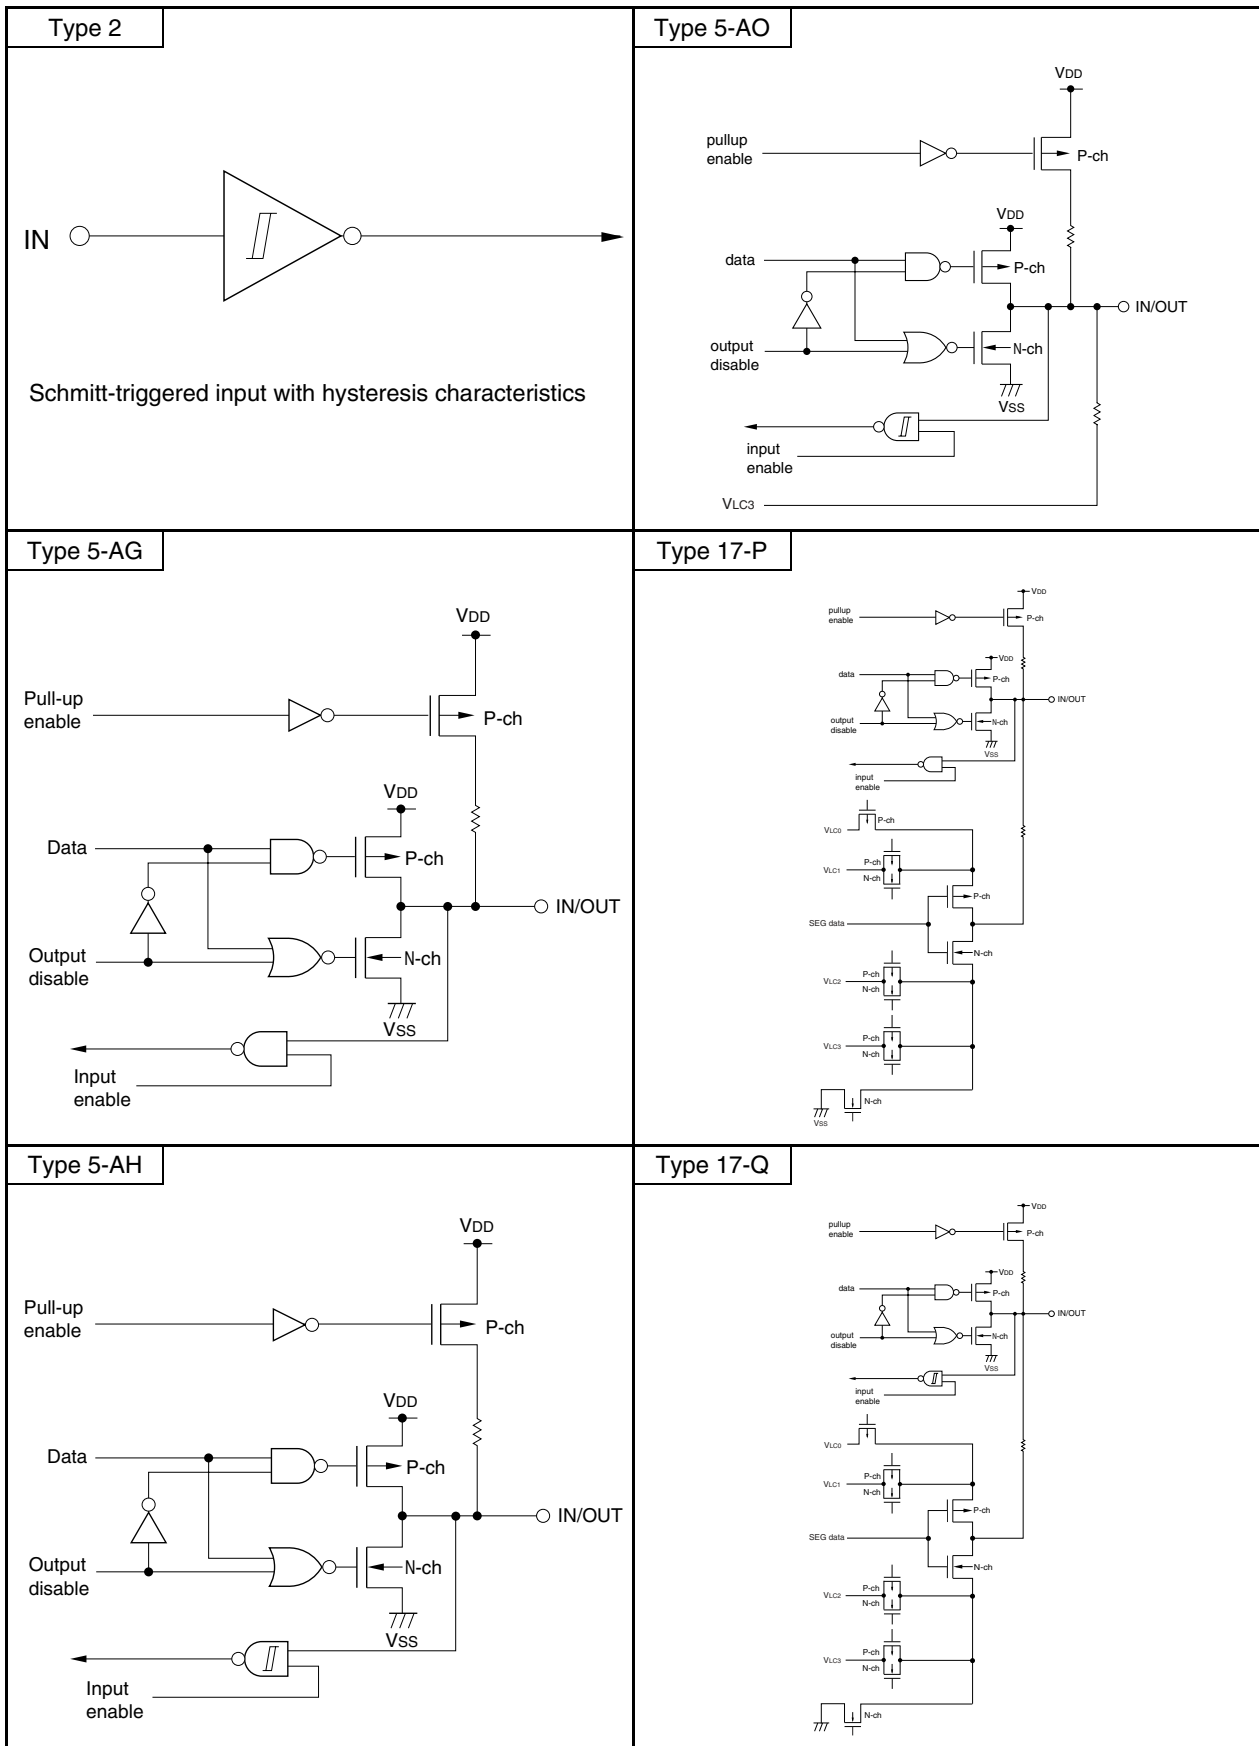 Type 2
IN
Schmitt-triggered input with hysteresis characteristics
Type 5-AO
VDD
pullup
enable
P-ch
VDD
data
P-ch
IN/OUT
output
disable
N-ch
VSS
input
enable
VLC3
Type 5-AG
VDD
Pull-up
enable
P-ch
VDD
Data
P-ch
IN/OUT
Output
disable
N-ch
VSS
Input
enable
Type 17-P
VDD
pullup
enable
P-ch
VDD
data
P-ch
IN/OUT
output
disable
N-ch
VSS
input
enable
P-ch
VLC0
P-ch
VLC1
N-ch
P-ch
SEG data
N-ch
P-ch
VLC2
N-ch
P-ch
VLC3
N-ch
N-ch
VSS
Type 5-AH
VDD
Pull-up
enable
P-ch
VDD
Data
P-ch
IN/OUT
Output
disable
N-ch
VSS
Input
enable
Type 17-Q
VDD
pullup
enable
P-ch
VDD
data
P-ch
IN/OUT
output
disable
N-ch
VSS
input
enable
VLC0
P-ch
VLC1
N-ch
P-ch
SEG data
N-ch
P-ch
VLC2
N-ch
P-ch
VLC3
N-ch
N-ch